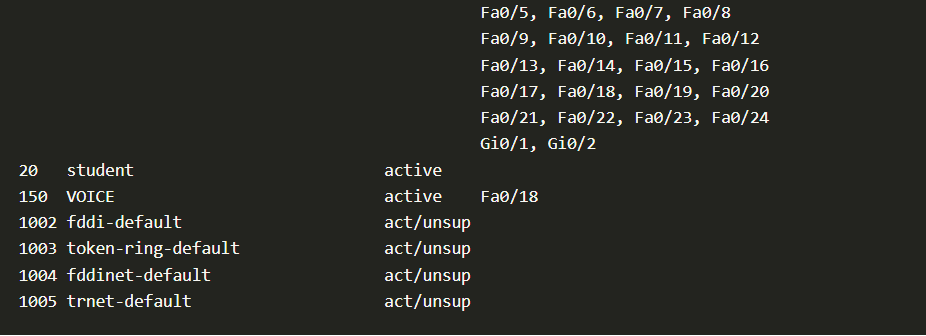 Fa0/5, Fa0/6, Fa0/7, Fa0/8
Fa0/9, Fa0/10, Fa0/11, Fa0/12
Fa0/13, Fa0/14, Fa0/15, Fa0/16
Fa0/17, Fa0/18, Fa0/19, Fa0/20
Fa0/21, Fa0/22, Fa0/23, Fa0/24
Gi0/1, Gi0/2
20   student                          active
150  VOICE                            active    Fa0/18
1002 fddi-default                     act/unsup
1003 token-ring-default               act/unsup
1004 fddinet-default                  act/unsup
1005 trnet-default                    act/unsup